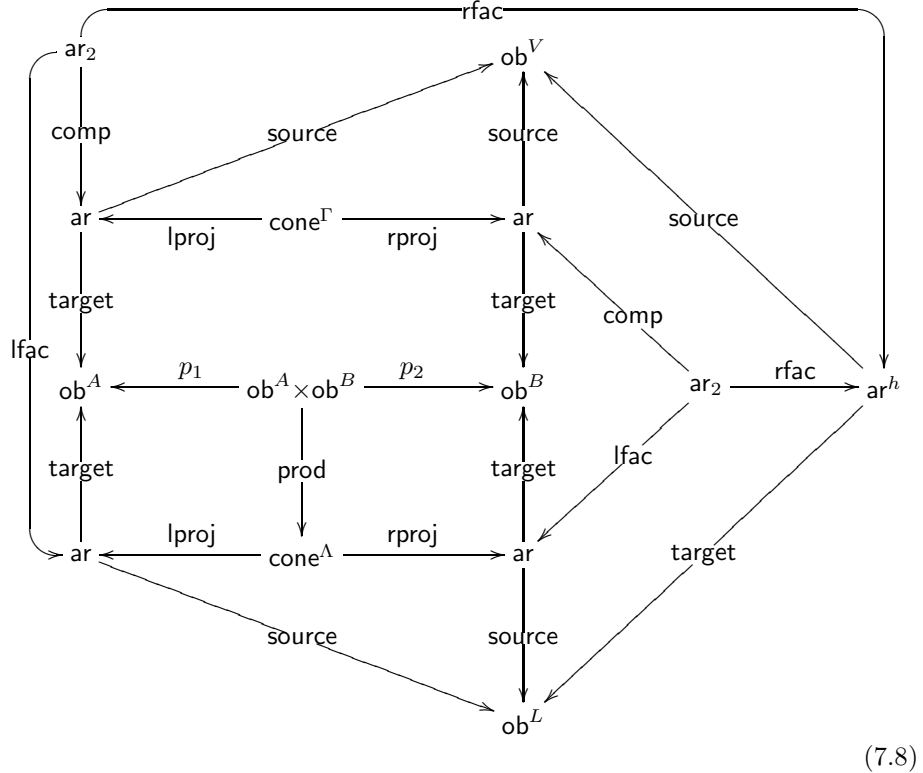 rfac
ar₂ ob^V
comp source source
ar cone^Γ ar source
lproj rproj
target target
comp
lfac p₁ p₂ rfac
ob^A ob^A×ob^B ob^B ar₂ ar^h
target prod target lfac
lproj rproj
ar cone^Λ ar target
source source
ob^L
(7.8)